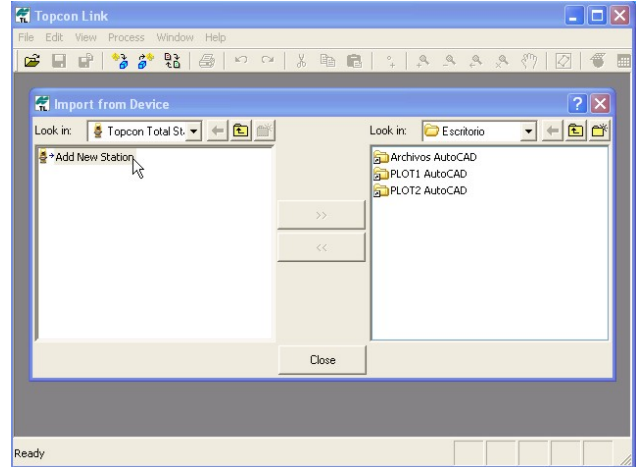 Topcon Link
File Edit View Process Window Help
Import from Device
Look in: Topcon Total St. Look in: Escritorio
Add New Station
Archivos AutoCAD
PLOT1 AutoCAD
PLOT2 AutoCAD
>>
<<
Close
Ready